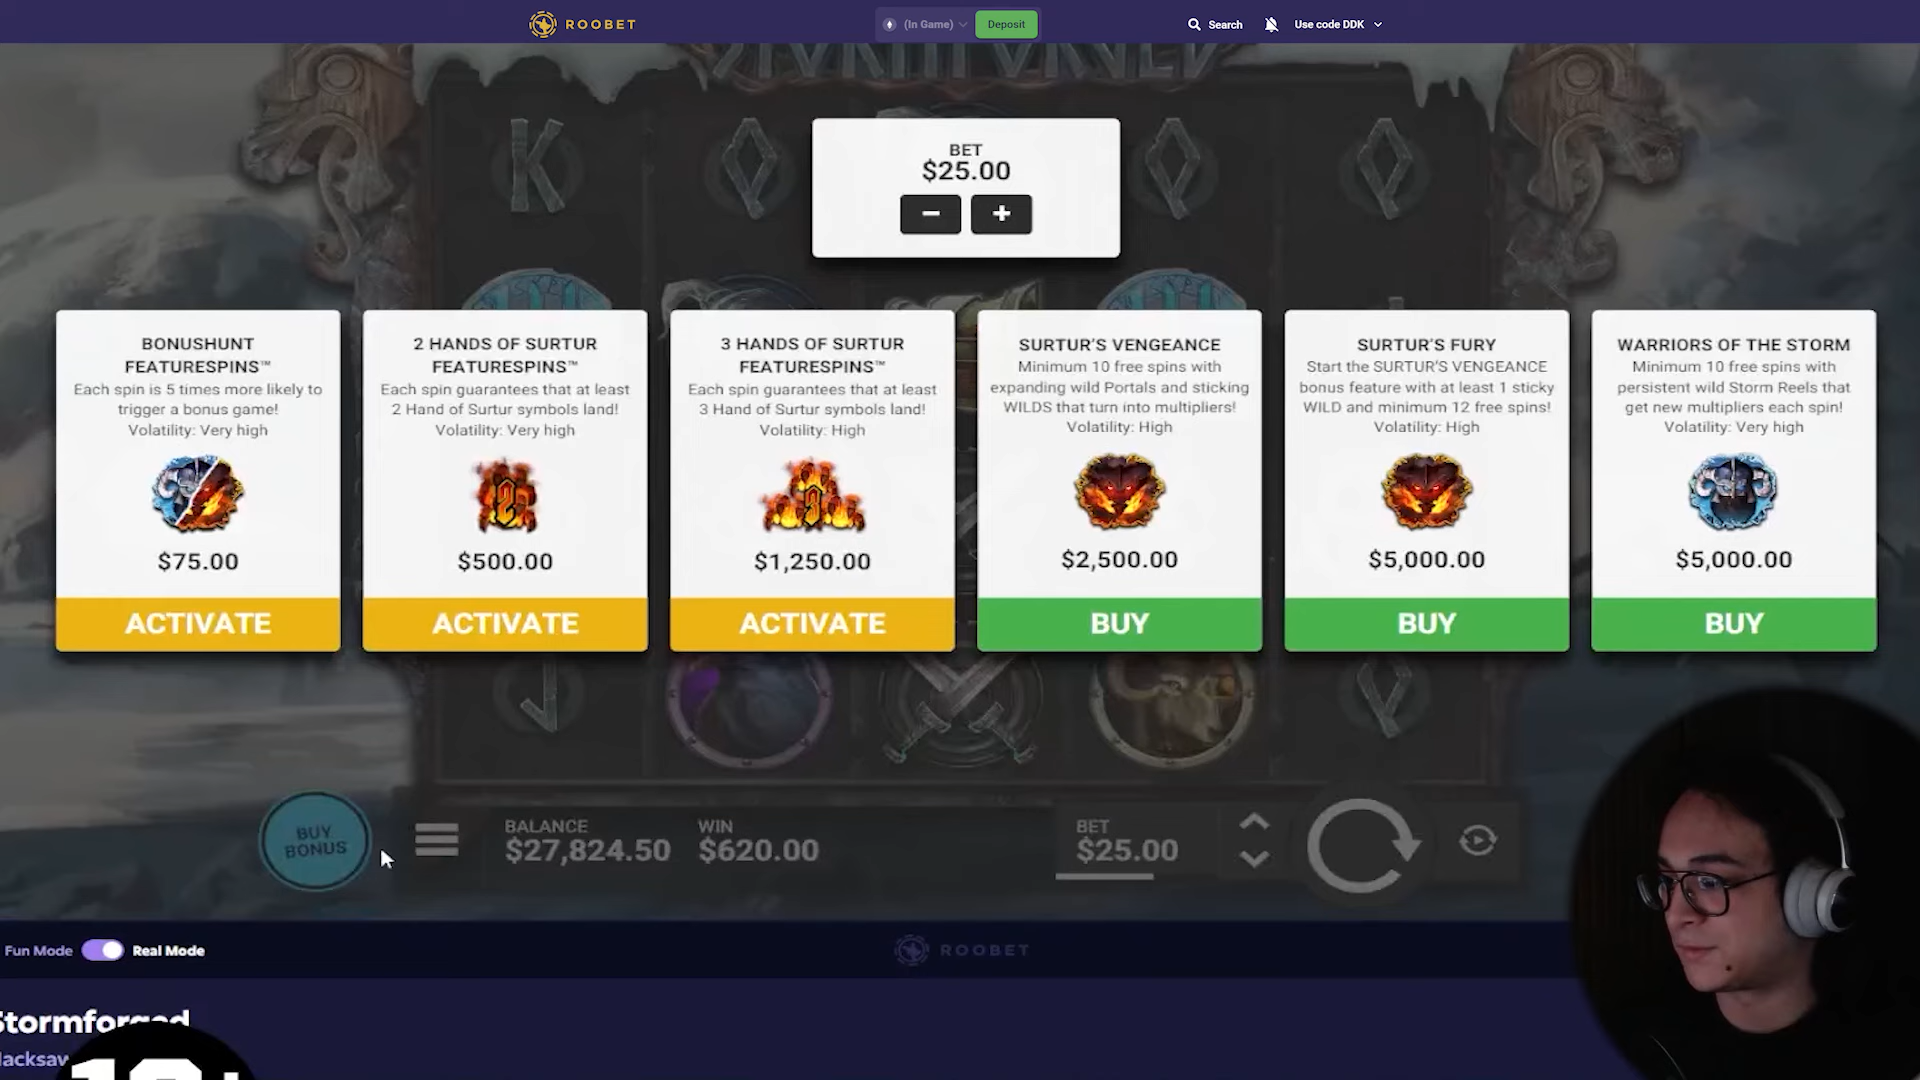 ROOBET
(In Game)
Deposit
Search
Use code DDK
BET
$25.00
BONUSHUNT
FEATURESPINS™
Each spin is 5 times more likely to
trigger a bonus game!
Volatility: Very high
$75.00
ACTIVATE
2 HANDS OF SURTUR
FEATURESPINS™
Each spin guarantees that at least
2 Hand of Surtur symbols land!
Volatility: Very high
2
$500.00
ACTIVATE
3 HANDS OF SURTUR
FEATURESPINS™
Each spin guarantees that at least
3 Hand of Surtur symbols land!
Volatility: High
3
$1,250.00
ACTIVATE
SURTUR'S VENGEANCE
Minimum 10 free spins with
expanding wild Portals and sticking
WILDS that turn into multipliers!
Volatility: High
$2,500.00
BUY
SURTUR'S FURY
Start the SURTUR'S VENGEANCE
bonus feature with at least 1 sticky
WILD and minimum 12 free spins!
Volatility: High
$5,000.00
BUY
WARRIORS OF THE STORM
Minimum 10 free spins with
persistent wild Storm Reels that
get new multipliers each spin!
Volatility: Very high
$5,000.00
BUY
K
J
BUY
BONUS
BALANCE
$27,824.50
WIN
$620.00
BET
$25.00
Fun Mode
Real Mode
ROOBET
Stormforged
18+